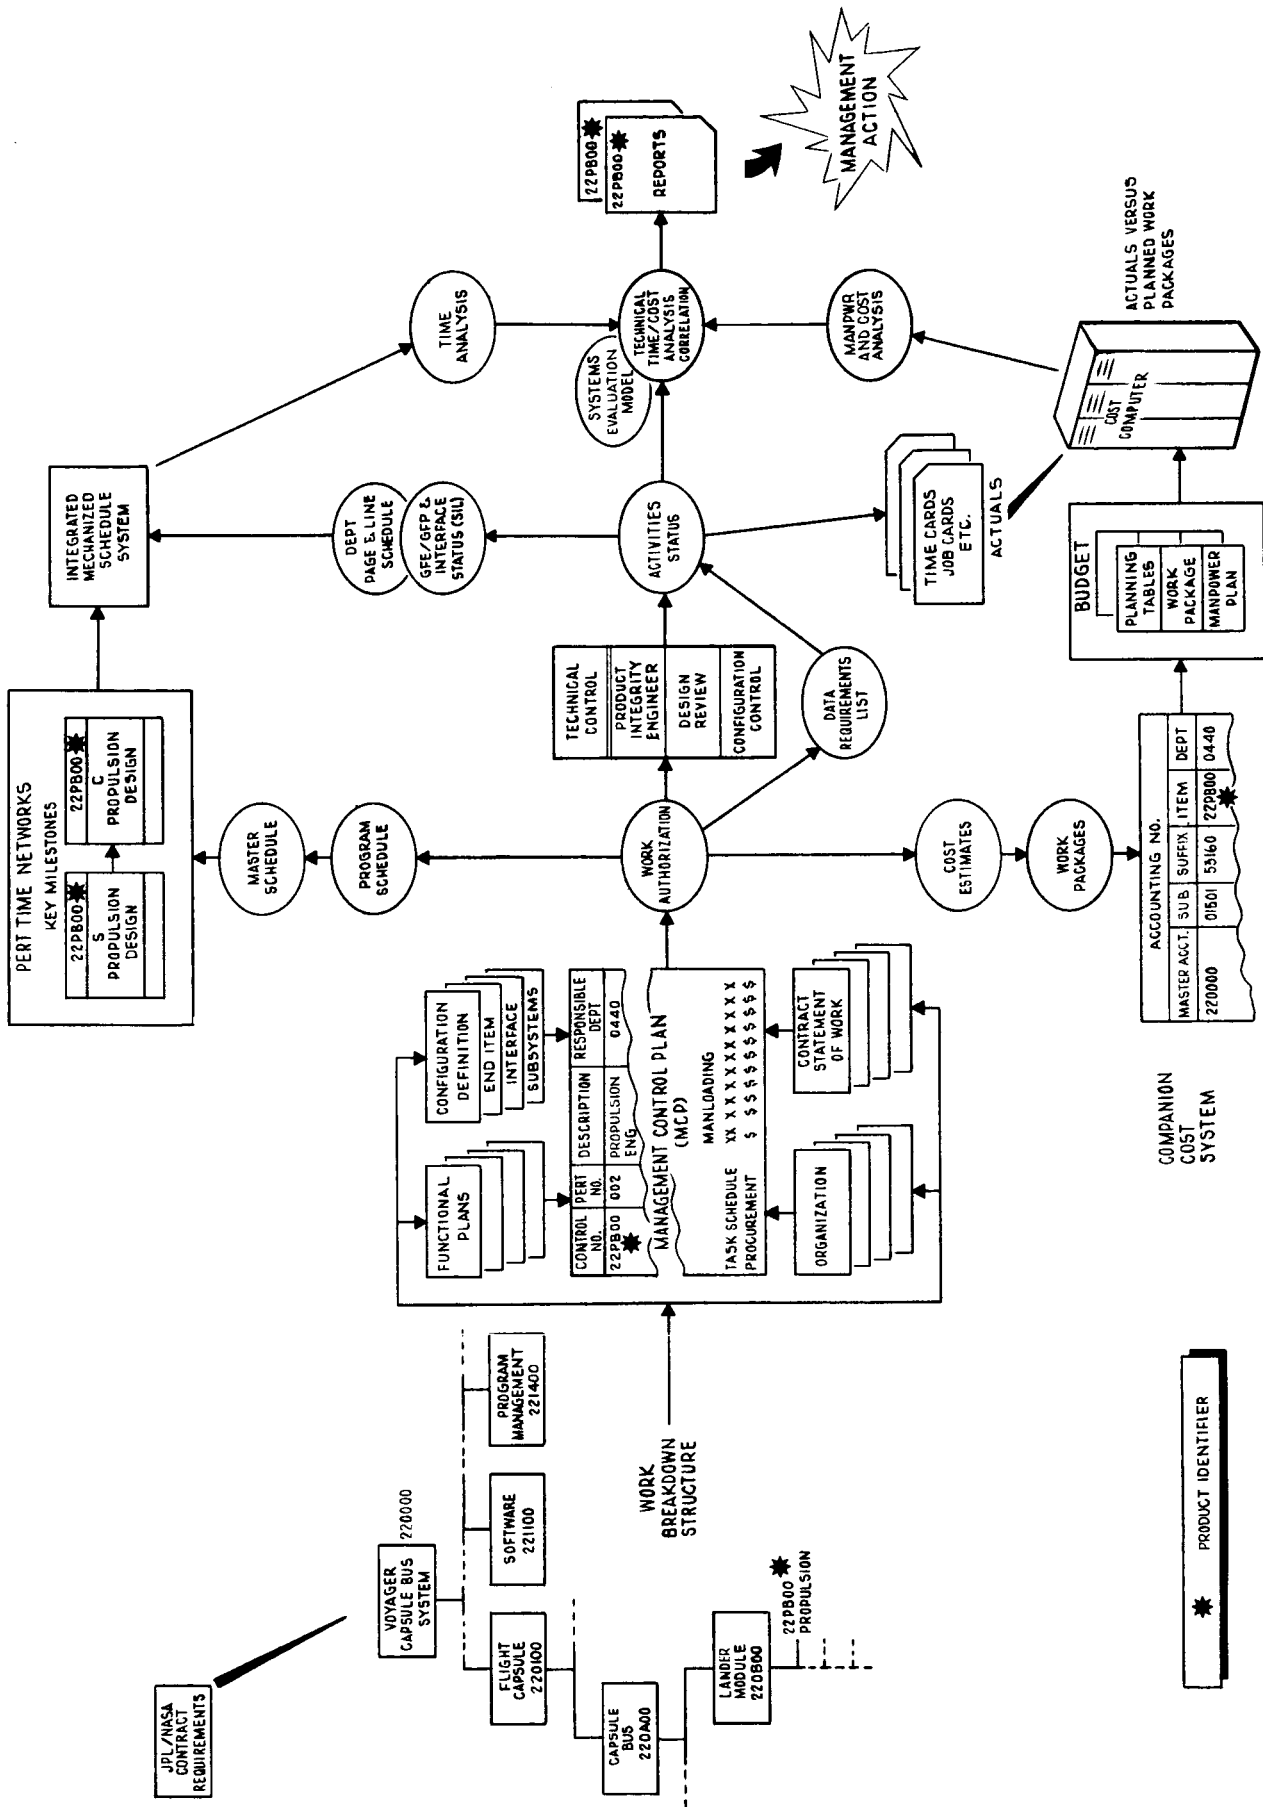 JPL/NASA
CONTRACT
REQUIREMENTS
VOYAGER
CAPSULE BUS
SYSTEM
220000
FLIGHT
CAPSULE
220100
SOFTWARE
221100
PROGRAM
MANAGEMENT
221400
CAPSULE
BUS
220A00
LANDER
MODULE
220B00
22PB00
PROPULSION
WORK
BREAKDOWN
STRUCTURE
PRODUCT IDENTIFIER
FUNCTIONAL
PLANS
CONFIGURATION
DEFINITION
END ITEM
INTERFACE
SUBSYSTEMS
CONTROL NO. PERT NO. DESCRIPTION RESPONSIBLE DEPT
22PB00 002 PROPULSION ENG 0440
MANAGEMENT CONTROL PLAN
(MCP)
MANLOADING
TASK SCHEDULE XX X X X X X X X X X X
PROCUREMENT $ $$$$$$$$$$$
ORGANIZATION
CONTRACT
STATEMENT
OF WORK
PERT TIME NETWORKS
KEY MILESTONES
22PB00
S
PROPULSION
DESIGN
22PB00
C
PROPULSION
DESIGN
MASTER
SCHEDULE
PROGRAM
SCHEDULE
WORK
AUTHORIZATION
COST
ESTIMATES
WORK
PACKAGES
COMPANION
COST
SYSTEM
ACCOUNTING NO.
MASTER ACCT. SUB SUFFIX ITEM DEPT
220000 01501 53160 22PB00 0440
TECHNICAL
CONTROL
PRODUCT
INTEGRITY
ENGINEER
DESIGN
REVIEW
CONFIGURATION
CONTROL
DATA
REQUIREMENTS
LIST
INTEGRATED
MECHANIZED
SCHEDULE
SYSTEM
DEPT
PAGE & LINE
SCHEDULE
GFE/GFP &
INTERFACE
STATUS (SIL)
ACTIVITIES
STATUS
TIME CARDS
JOB CARDS
ETC.
ACTUALS
BUDGET
PLANNING
TABLES
WORK
PACKAGE
MANPOWER
PLAN
TIME
ANALYSIS
SYSTEMS
EVALUATION
MODEL
TECHNICAL
TIME/COST
ANALYSIS
CORRELATION
MANPWR
AND COST
ANALYSIS
COST
COMPUTER
ACTUALS VERSUS
PLANNED WORK
PACKAGES
22PB00
22PB00
REPORTS
MANAGEMENT
ACTION